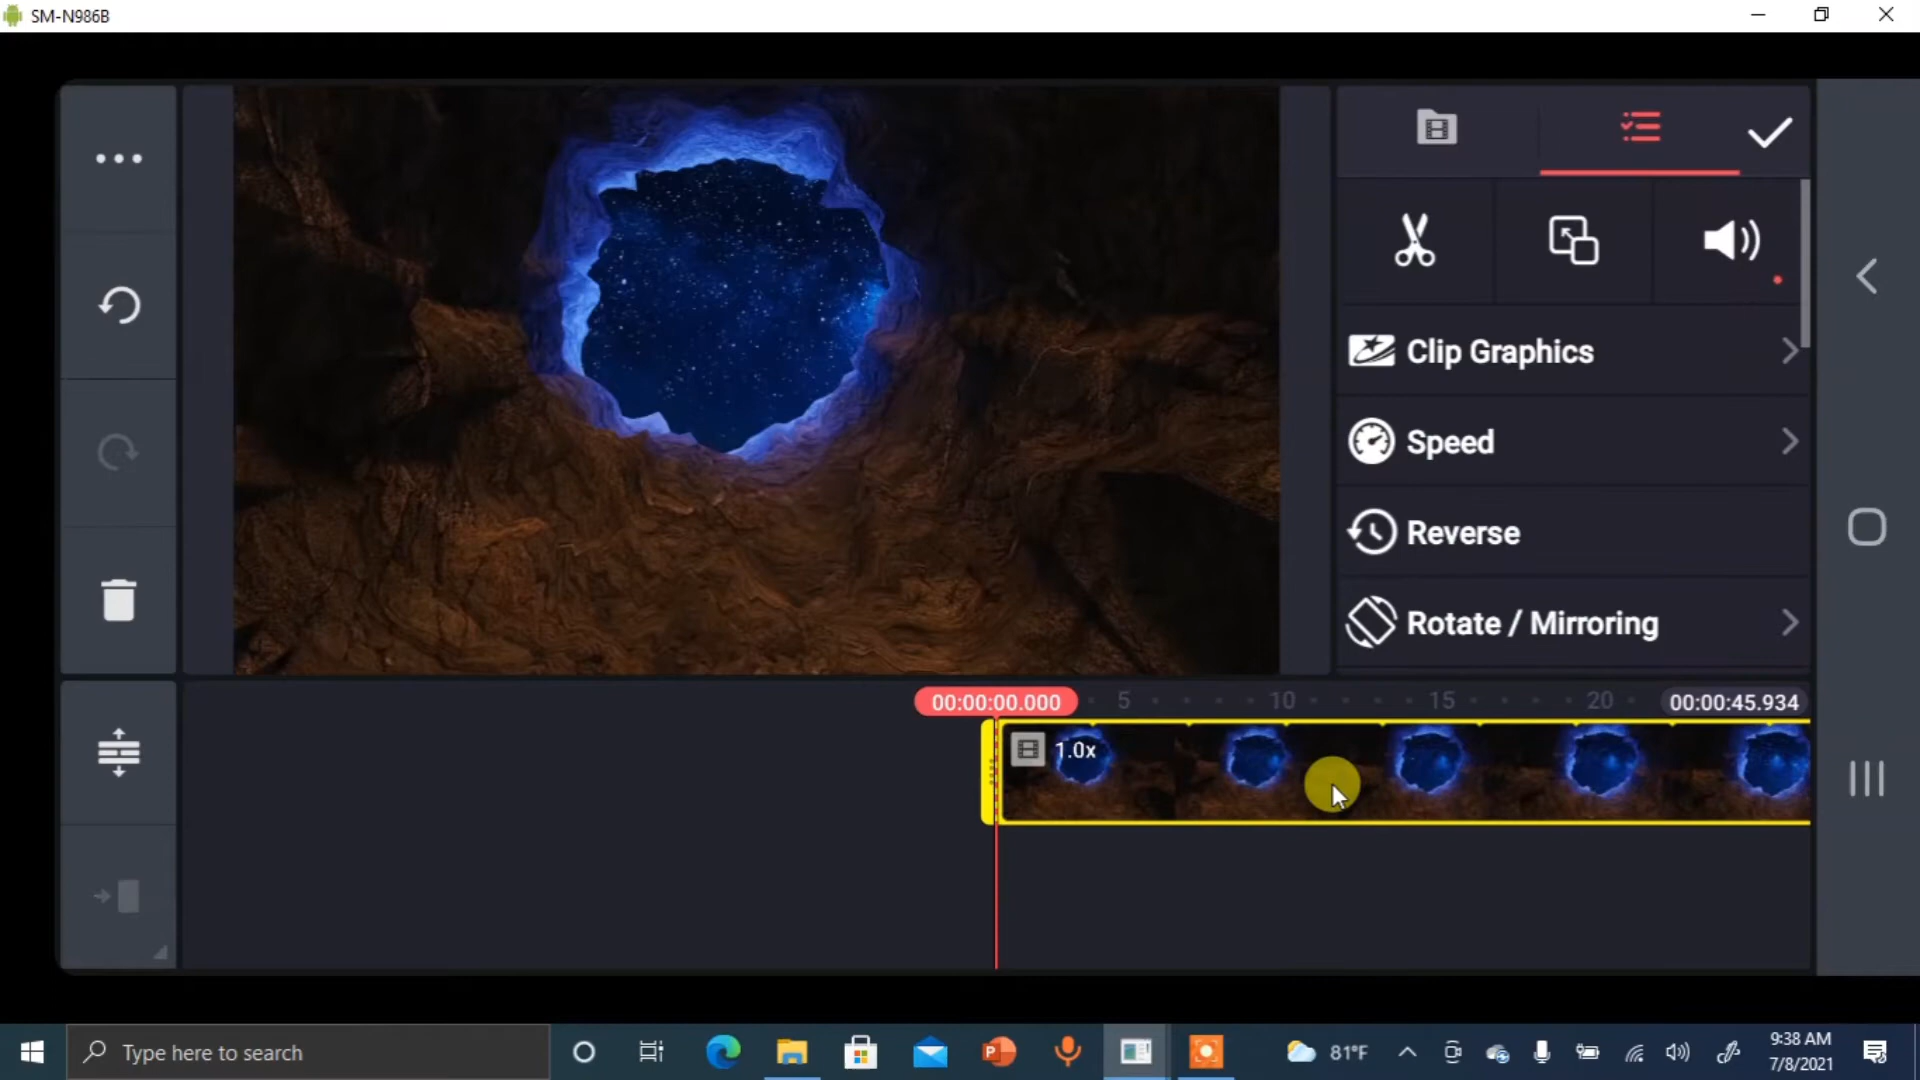 SM-N986B
Clip Graphics
Speed
Reverse
Rotate / Mirroring
00:00:00.000 5 10 15 20 00:00:45.934
1.0x
Type here to search
81°F
9:38 AM
7/8/2021